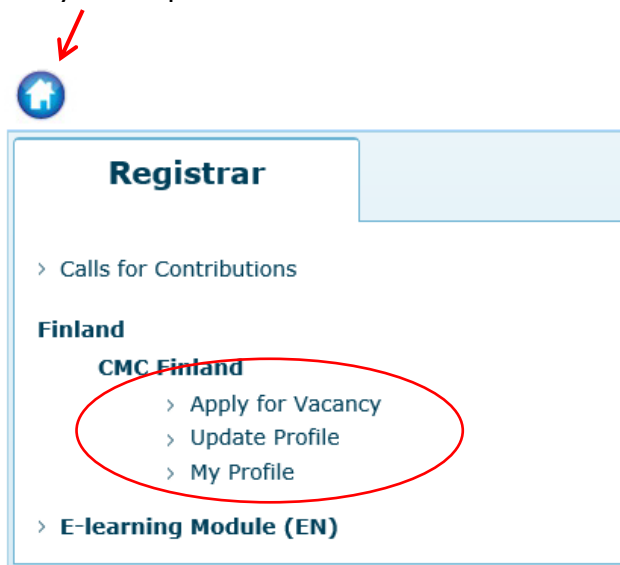 Registrar
> Calls for Contributions
Finland
CMC Finland
> Apply for Vacancy
> Update Profile
> My Profile
> E-learning Module (EN)